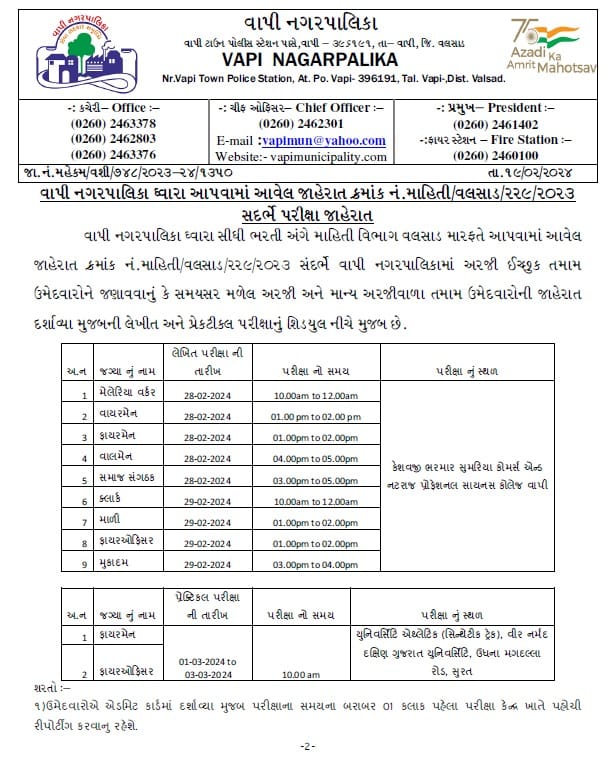 વાપી નગરપાલિકા
વાપી ટાઉન પોલીસ સ્ટેશન પાસે,વાપી – ૩૯૬૧૯૧, તા– વાપી, જિ. વલસાડ
VAPI NAGARPALIKA
Nr.Vapi Town Police Station, At. Po. Vapi- 396191, Tal. Vapi-,Dist. Valsad.
75
Azadi Ka
Amrit Mahotsav
-: કચેરી– Office :–
(0260) 2463378
(0260) 2462803
(0260) 2463376
-: ચીફ ઓફિસર– Chief Officer :–
(0260) 2462301
E-mail :vapimun@yahoo.com
Website:- vapimunicipality.com
-: પ્રમુખ– President :–
(0260) 2461402
-:ફાયર સ્ટેશન – Fire Station :–
(0260) 2460100
જા.નં.મહેકમ/વશી/૭૪૮/૨૦૨૩-૨૪/૧૩૫૦ તા.૧૯/૦૨/૨૦૨૪
વાપી નગરપાલિકા ધ્વારા આપવામાં આવેલ જાહેરાત ક્રમાંક નં.માહિતી/વલસાડ/૨૨૯/૨૦૨૩
સદર્ભે પરીક્ષા જાહેરાત
વાપી નગરપાલિકા ધ્વારા સીધી ભરતી અંગે માહિતી વિભાગ વલસાડ મારફતે આપવામાં આવેલ
જાહેરાત ક્રમાંક નં.માહિતી/વલસાડ/૨૨૯/૨૦૨૩ સંદર્ભે વાપી નગરપાલિકામાં અરજી ઈચ્છુક તમામ
ઉમેદવારોને જણાવવાનું કે સમયસર મળેલ અરજી અને માન્ય અરજીવાળા તમામ ઉમેદવારોની જાહેરાત
દર્શાવ્યા મુજબની લેખીત અને પ્રેકટીક્લ પરીક્ષાનું શિડયુલ નીચે મુજબ છે.
અ.ન જગ્યા નું નામ લેખિત પરીક્ષા ની તારીખ પરીક્ષા નો સમય પરીક્ષા નું સ્થળ
1 મેલેરિયા વર્કર 28-02-2024 10.00am to 12.00am
2 વાયરમેન 28-02-2024 01.00 pm to 02.00 pm
3 ફાયરમેન 28-02-2024 01.00pm to 02.00pm
4 વાલમેન 28-02-2024 04.00pm to 05.00pm
કેશવજી ભરમાર સુમરિયા કોમર્સ એન્ડ
5 સમાજ સંગઠક 28-02-2024 03.00pm to 05.00pm
નટરાજ પ્રોફેશનલ સાયનસ કોલેજ વાપી
6 ક્લાર્ક 29-02-2024 10.00am to 12.00am
7 માળી 29-02-2024 01.00pm to 02.00pm
8 ફાયરઓફિસર 29-02-2024 01.00pm to 02.00pm
9 મુકાદમ 29-02-2024 03.00pm to 04.00pm
અ.ન જગ્યા નું નામ પ્રેક્ટિકલ પરીક્ષા ની તારીખ પરીક્ષા નો સમય પરીક્ષા નું સ્થળ
1 ફાયરમેન
2 ફાયરઓફિસર
01-03-2024 to
03-03-2024
10.00 am
યુનિવર્સિટિ એથ્લેટિક (સિન્થેટીક ટ્રેક), વીર નર્મદ
દક્ષિણ ગુજરાત યુનિવર્સિટિ, ઉધના મગદલ્લા
રોડ, સુરત
શરતો :–
૧)ઉમેદવારોએ એડમિટ કાર્ડમાં દર્શાવ્યા મુજબ પરીક્ષાના સમયના બરાબર 01 કલાક પહેલા પરીક્ષા કેન્દ્ર ખાતે પહોચી
રીપોર્ટીંગ કરવાનુ રહેશે.
-2-